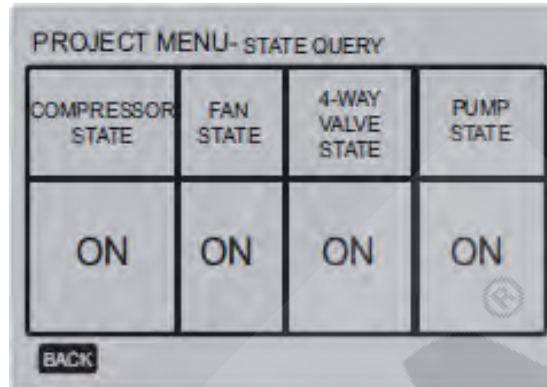 PROJECT MENU- STATE QUERY
COMPRESSOR
STATE
FAN
STATE
4-WAY
VALVE
STATE
PUMP
STATE
ON
ON
ON
ON
BACK
®